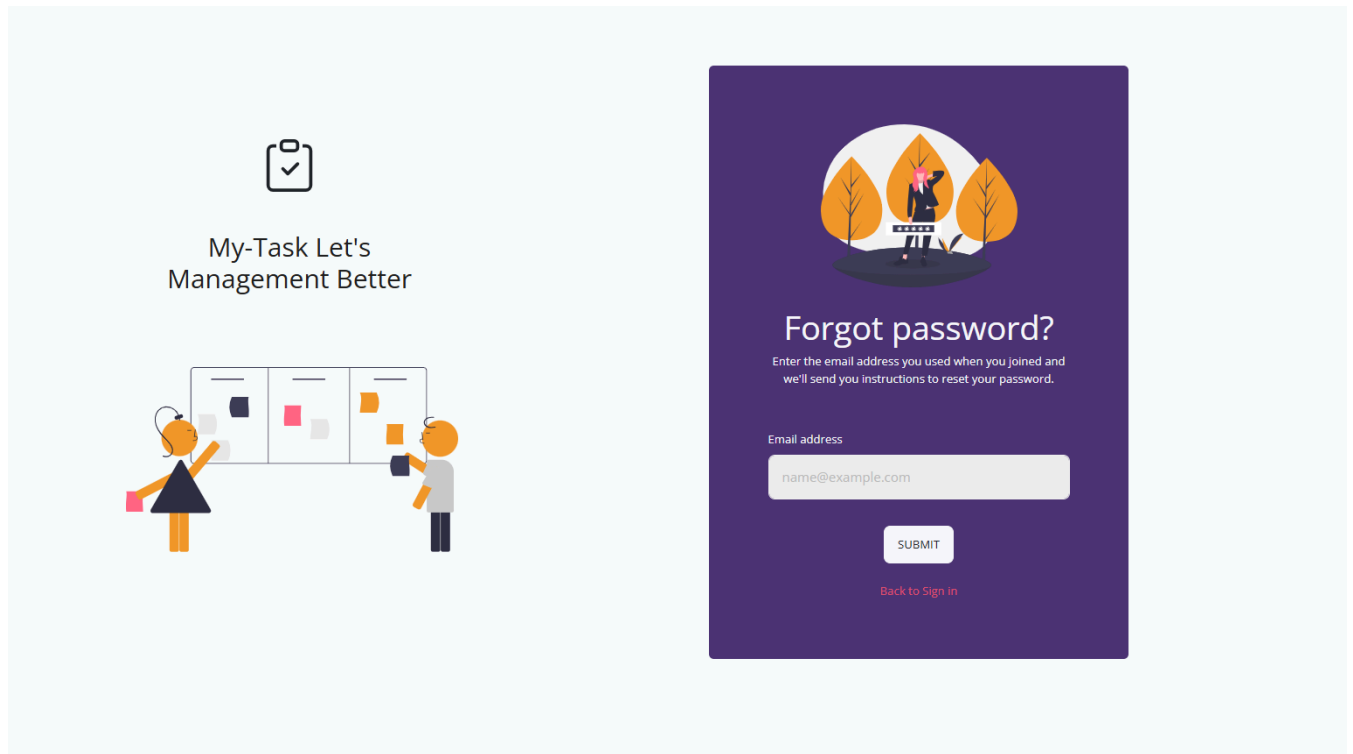 My-Task Let's
Management Better
Forgot password?
Enter the email address you used when you joined and
we'll send you instructions to reset your password.
Email address
name@example.com
SUBMIT
Back to Sign in